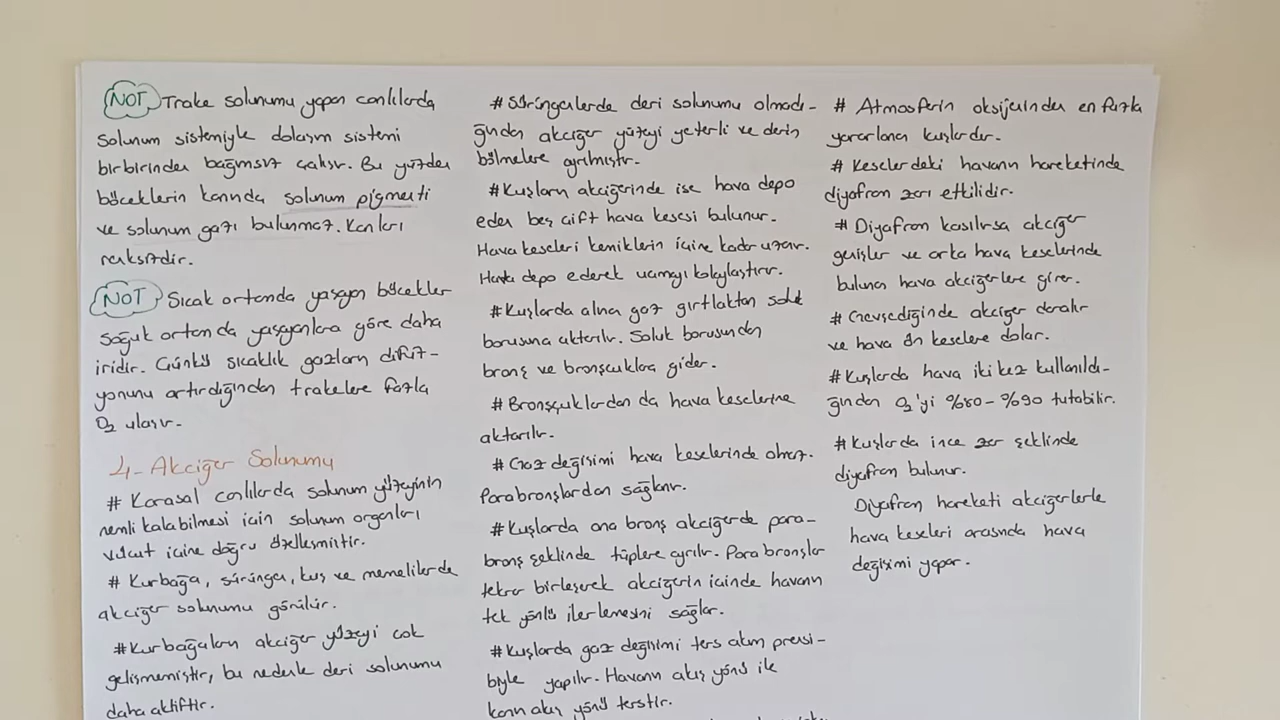 NOT Trake solunumu yapan canlılarda
solunum sistemiyle dolaşım sistemi
birbirinden bağımsız çalışır. Bu yüzden
böceklerin kanında solunum pigmenti
ve solunum gazı bulunmaz. Kanları
renksizdir.
NOT Sıcak ortamda yaşayan böcekler
soğuk ortamda yaşayanlara göre daha
iridir. Çünkü sıcaklık gazların difüz-
yonunu artırdığından trakelere fazla
O₂ ulaşır.
4- Akciğer Solunumu
# Karasal canlılarda solunum yüzeyinin
nemli kalabilmesi için solunum organları
vücut içine doğru özelleşmiştir.
# Kurbağa, sürüngen, kuş ve memelilerde
akciğer solunumu görülür.
# Kurbağaların akciğer yüzeyi çok
gelişmemiştir, bu nedenle deri solunumu
daha aktiftir.
# Sürüngenlerde deri solunumu olmadı-
ğından akciğer yüzeyi yeterli ve derin
bölmelere ayrılmıştır.
# Kuşların akciğerinde ise hava depo
eden beş çift hava kesesi bulunur.
Hava keseleri kemiklerin içine kadar uzanır.
Hava depo ederek uçmayı kolaylaştırır.
# Kuşlarda alınan gaz gırtlaktan soluk
borusuna aktarılır. Soluk borusundan
bronş ve bronşcuklara gider.
# Bronşçuklardan da hava keselerine
aktarılır.
# Gaz değişimi hava keselerinde olmaz.
Parabronşlardan sağlanır.
# Kuşlarda ana bronş akciğerde para-
bronş şeklinde tüplere ayrılır. Parabronşlar
tekrar birleşerek akciğerin içinde havanın
tek yönlü ilerlemesini sağlar.
# Kuşlarda gaz değişimi ters akım prensi-
biyle yapılır. Havanın akış yönü ile
kanın akış yönü terstir.
# Atmosferin oksijeninden en fazla
yararlanan kuşlardır.
# Keselerdeki havanın hareketinde
diyafram zarı etkilidir.
# Diyafram kasılırsa akciğer
genişler ve arka hava keselerinde
bulunan hava akciğerlere girer.
# Gevşediğinde akciğer daralır
ve hava ön keselere dolar.
# Kuşlarda hava iki kez kullanıldı-
ğından O₂'yi %80-%90 tutabilir.
# Kuşlarda ince zar şeklinde
diyafram bulunur.
Diyafram hareketi akciğerlerle
hava keseleri arasında hava
değişimi yapar.